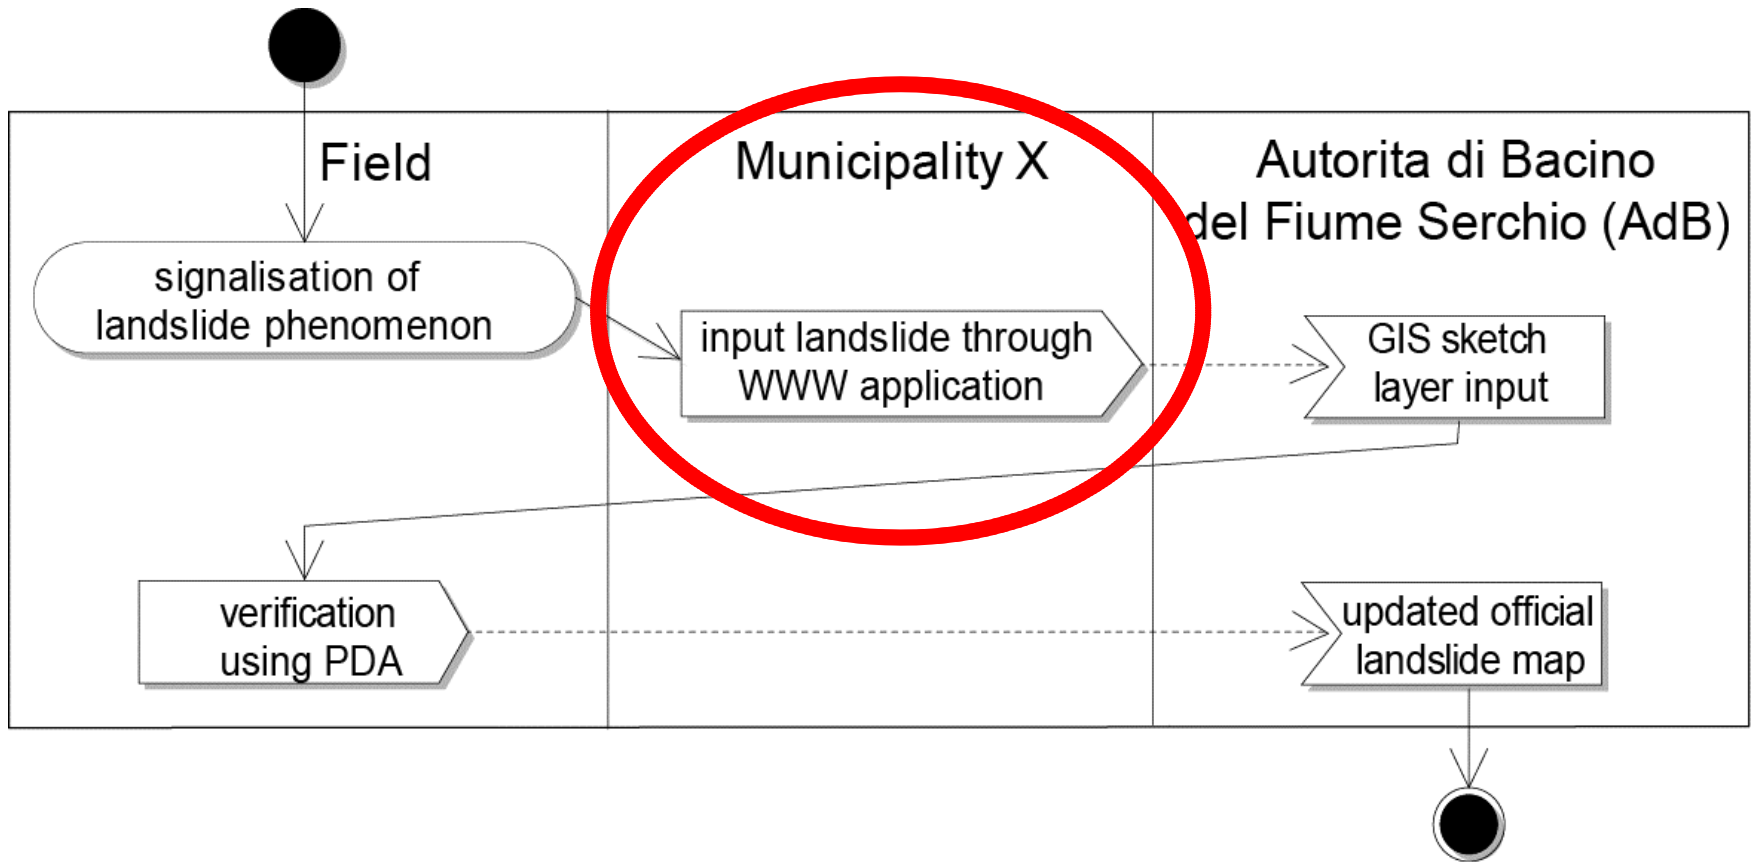 Field
Municipality X
Autorita di Bacino
del Fiume Serchio (AdB)
signalisation of
landslide phenomenon
input landslide through
WWW application
GIS sketch
layer input
verification
using PDA
updated official
landslide map